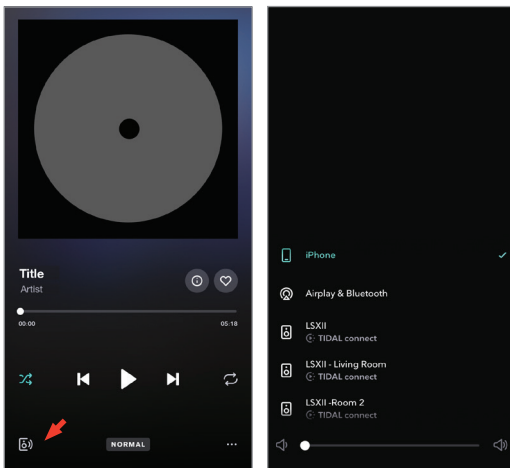 Title
Artist
00:00
05:18
NORMAL
iPhone
Airplay & Bluetooth
LSXII
TIDAL connect
LSXII - Living Room
TIDAL connect
LSXII -Room 2
TIDAL connect